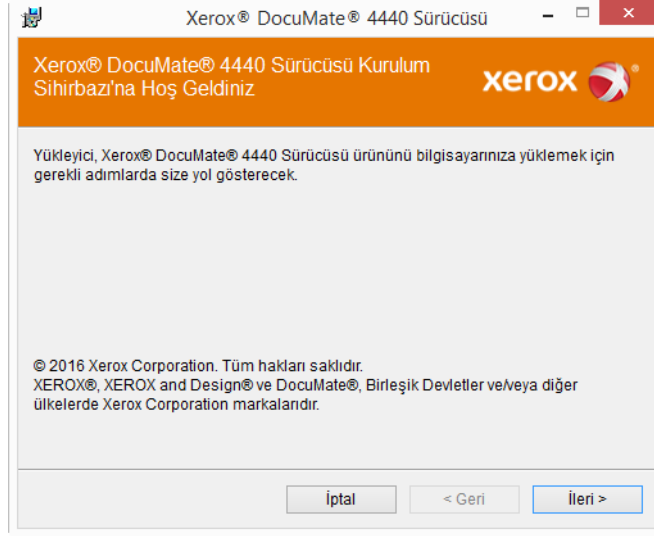 Xerox® DocuMate® 4440 Sürücüsü
Xerox® DocuMate® 4440 Sürücüsü Kurulum
Sihirbazı'na Hoş Geldiniz
xerox
Yükleyici, Xerox® DocuMate® 4440 Sürücüsü ürününü bilgisayarınıza yüklemek için
gerekli adımlarda size yol gösterecek.
© 2016 Xerox Corporation. Tüm hakları saklıdır.
XEROX®, XEROX and Design® ve DocuMate®, Birleşik Devletler ve/veya diğer
ülkelerde Xerox Corporation markalarıdır.
İptal
< Geri
İleri >